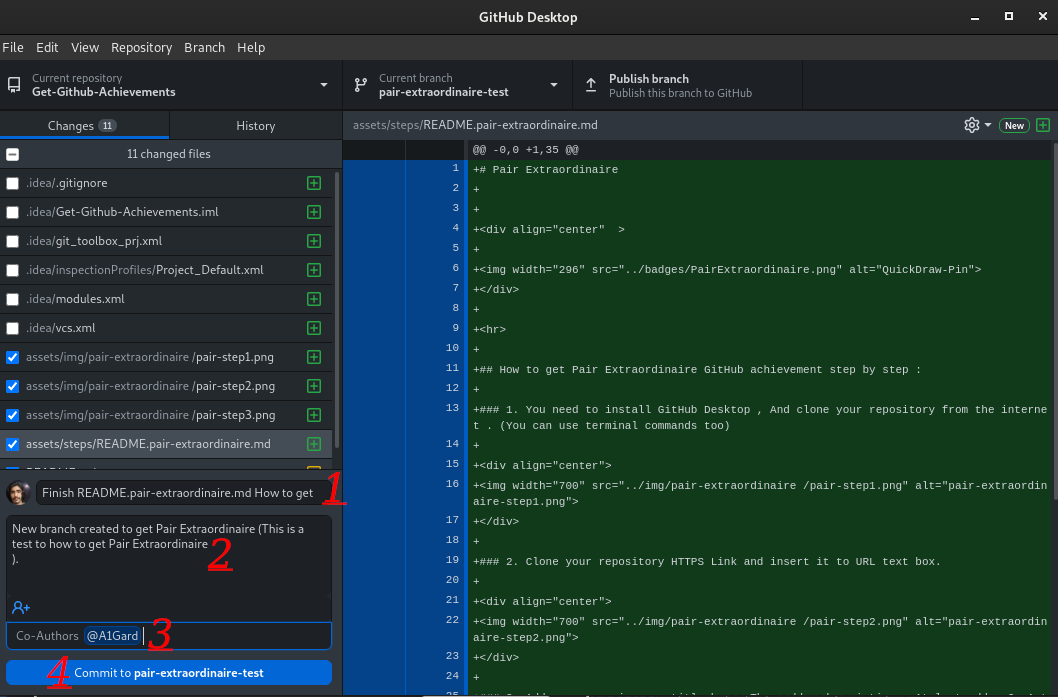 GitHub Desktop
File Edit View Repository Branch Help
Current repository
Get-Github-Achievements
Current branch
pair-extraordinaire-test
Publish branch
Publish this branch to GitHub
Changes 11
History
11 changed files
.idea/.gitignore
.idea/Get-Github-Achievements.iml
.idea/git_toolbox_prj.xml
.idea/inspectionProfiles/Project_Default.xml
.idea/modules.xml
.idea/vcs.xml
assets/img/pair-extraordinaire /pair-step1.png
assets/img/pair-extraordinaire /pair-step2.png
assets/img/pair-extraordinaire /pair-step3.png
assets/steps/README.pair-extraordinaire.md
Finish README.pair-extraordinaire.md How to get
1
New branch created to get Pair Extraordinaire (This is a
test to how to get Pair Extraordinaire
).
2
Co-Authors @A1Gard
3
4
Commit to pair-extraordinaire-test
assets/steps/README.pair-extraordinaire.md
New
@@ -0,0 +1,35 @@
1 +# Pair Extraordinaire
2 +
3 +
4 +<div align="center"  >
5 +
6 +<img width="296" src="../badges/PairExtraordinaire.png" alt="QuickDraw-Pin">
7 +</div>
8 +
9 +<hr>
10 +
11 +## How to get Pair Extraordinaire GitHub achievement step by step :
12 +
13 +### 1. You need to install GitHub Desktop , And clone your repository from the interne
t . (You can use terminal commands too)
14 +
15 +<div align="center">
16 +<img width="700" src="../img/pair-extraordinaire /pair-step1.png" alt="pair-extraordin
aire-step1.png">
17 +</div>
18 +
19 +### 2. Clone your repository HTTPS Link and insert it to URL text box.
20 +
21 +<div align="center">
22 +<img width="700" src="../img/pair-extraordinaire /pair-step2.png" alt="pair-extraordin
aire-step2.png">
23 +</div>
24 +